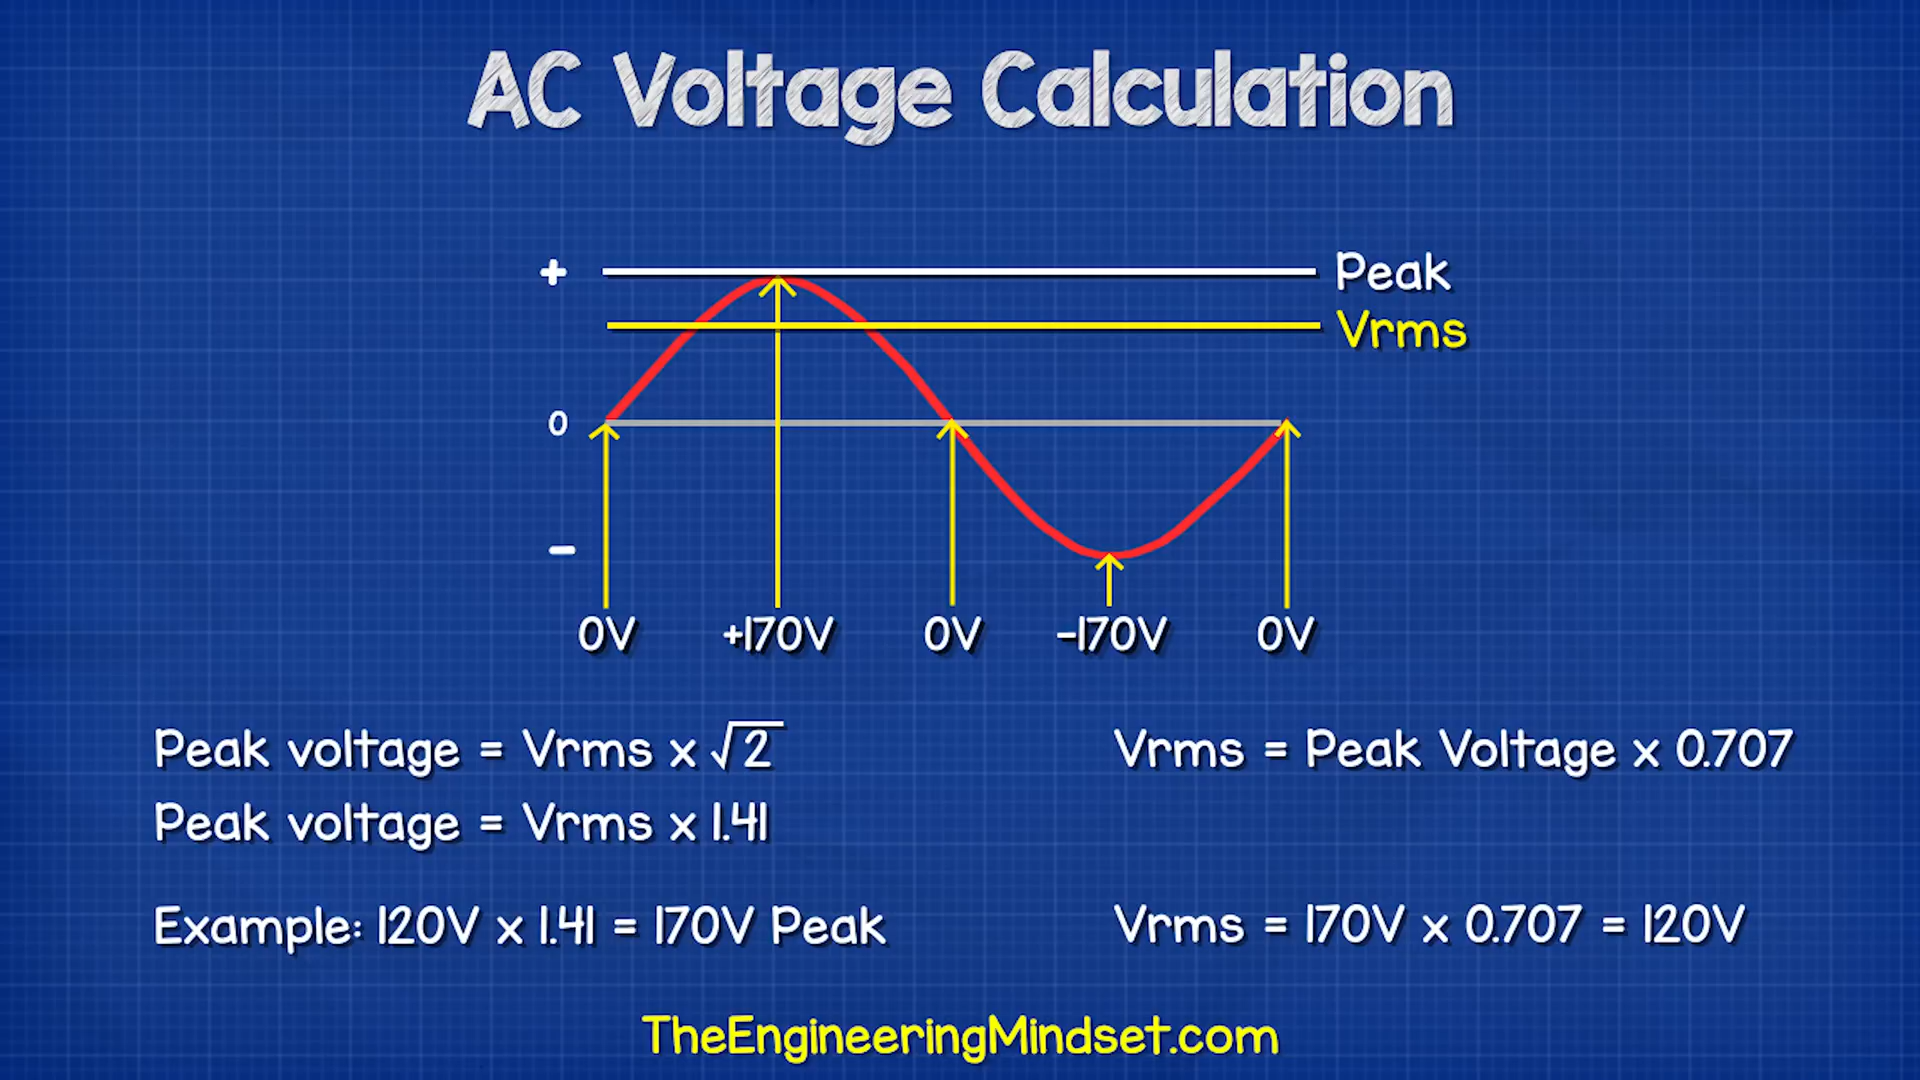 AC Voltage Calculation
+
Peak
Vrms
0
-
0V +170V 0V -170V 0V
Peak voltage = Vrms x √2
Vrms = Peak Voltage x 0.707
Peak voltage = Vrms x 1.41
Example: 120V x 1.41 = 170V Peak
Vrms = 170V x 0.707 = 120V
TheEngineeringMindset.com